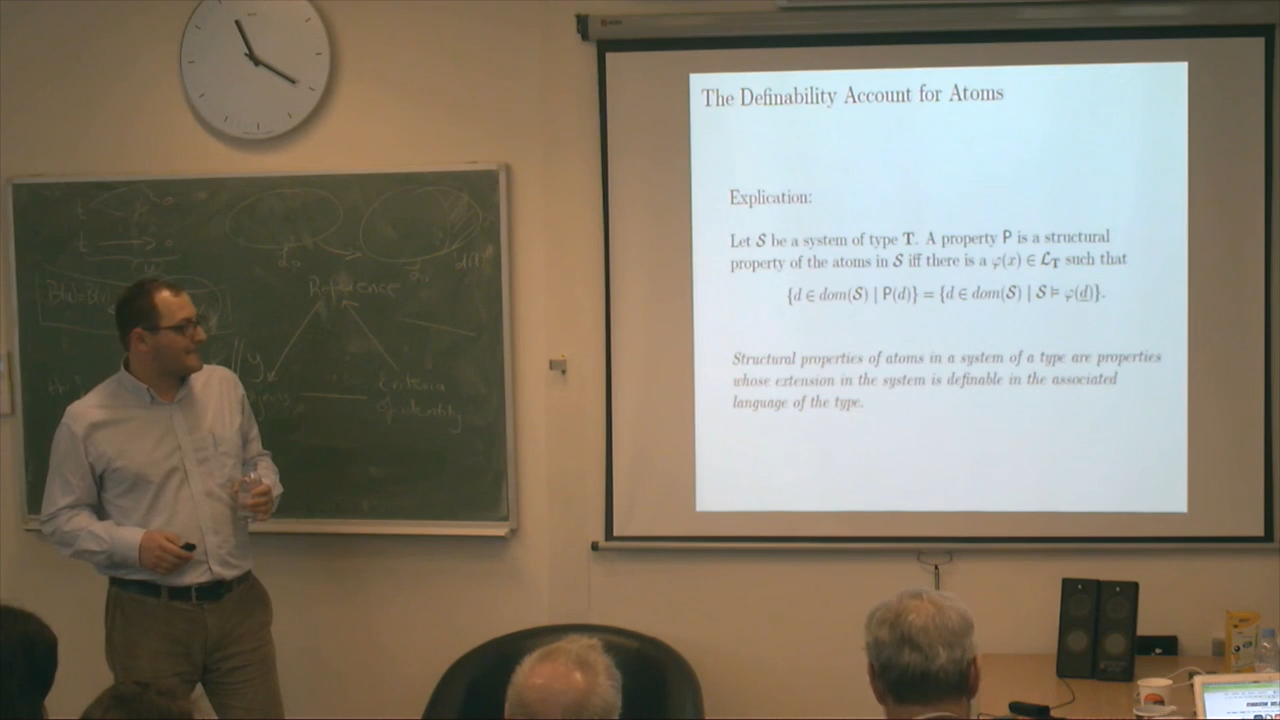 The Definability Account for Atoms
Explication:
Let 𝒮 be a system of type T. A property P is a structural
property of the atoms in 𝒮 iff there is a φ(x) ∈ ℒ_T such that
{d ∈ dom(𝒮) | P(d)} = {d ∈ dom(𝒮) | 𝒮 ⊨ φ(d)}.
Structural properties of atoms in a system of a type are properties
whose extension in the system is definable in the associated
language of the type.
Reference
Criteria
of identity